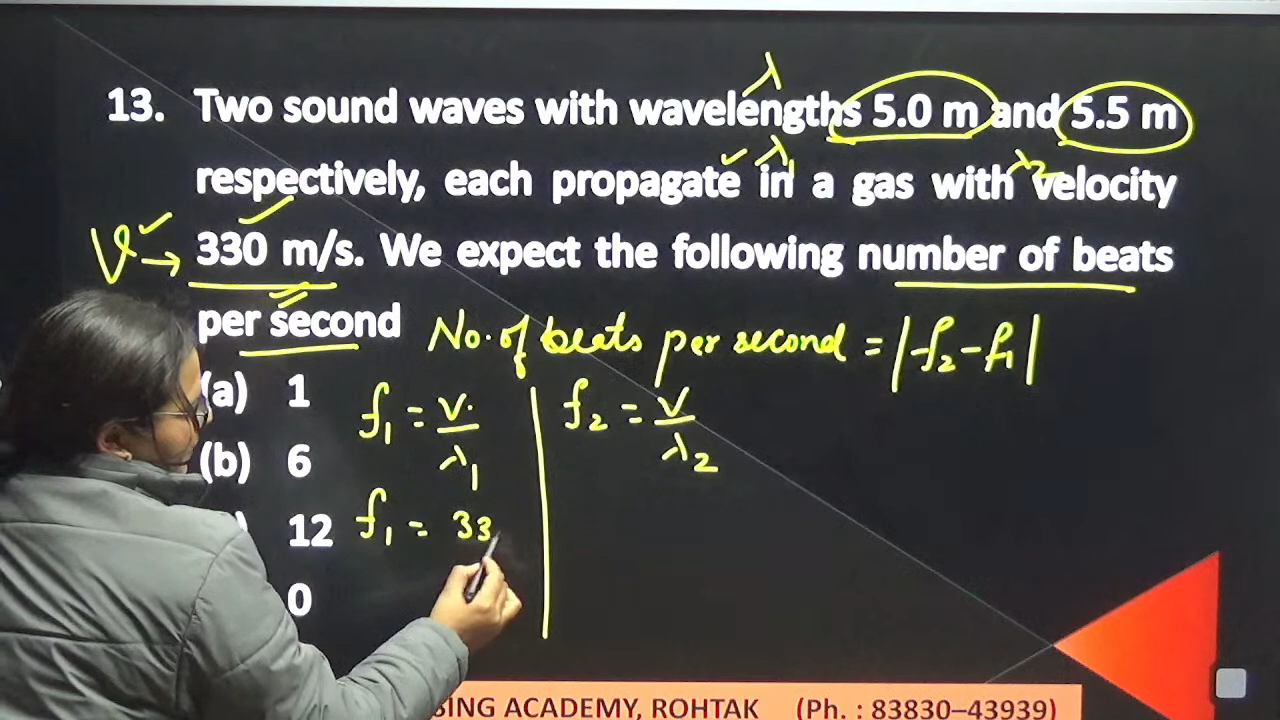 λ
13. Two sound waves with wavelengths 5.0 m and 5.5 m
λ1 λ2
respectively, each propagate in a gas with velocity
V → 330 m/s. We expect the following number of beats
per second
No. of beats per second = |f2 - f1|
(a) 1
f1 = v/λ1
f2 = v/λ2
(b) 6
12
f1 = 33
0
SING ACADEMY, ROHTAK (Ph. : 83830–43939)